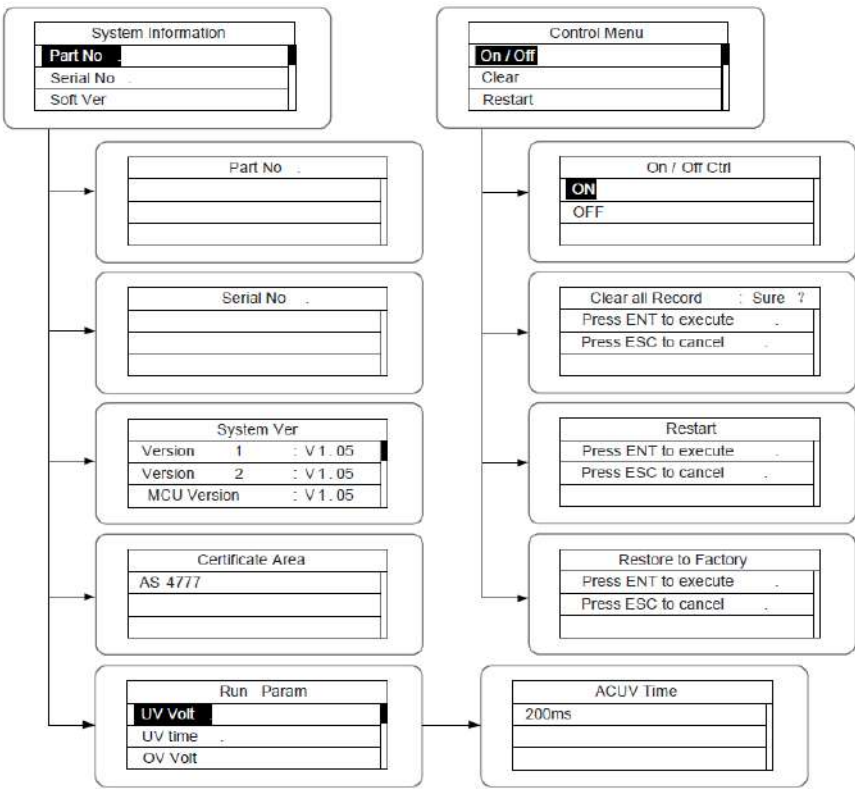 System Information
Part No .
Serial No .
Soft Ver
Control Menu
On / Off
Clear
Restart
Part No .
On / Off Ctrl
ON
OFF
Serial No .
Clear all Record : Sure ?
Press ENT to execute .
Press ESC to cancel .
System Ver
Version 1 : V1.05
Version 2 : V1.05
MCU Version : V1.05
Restart
Press ENT to execute .
Press ESC to cancel .
Certificate Area
AS 4777
Restore to Factory
Press ENT to execute .
Press ESC to cancel .
Run Param
UV Volt .
UV time .
OV Volt
ACUV Time
200ms